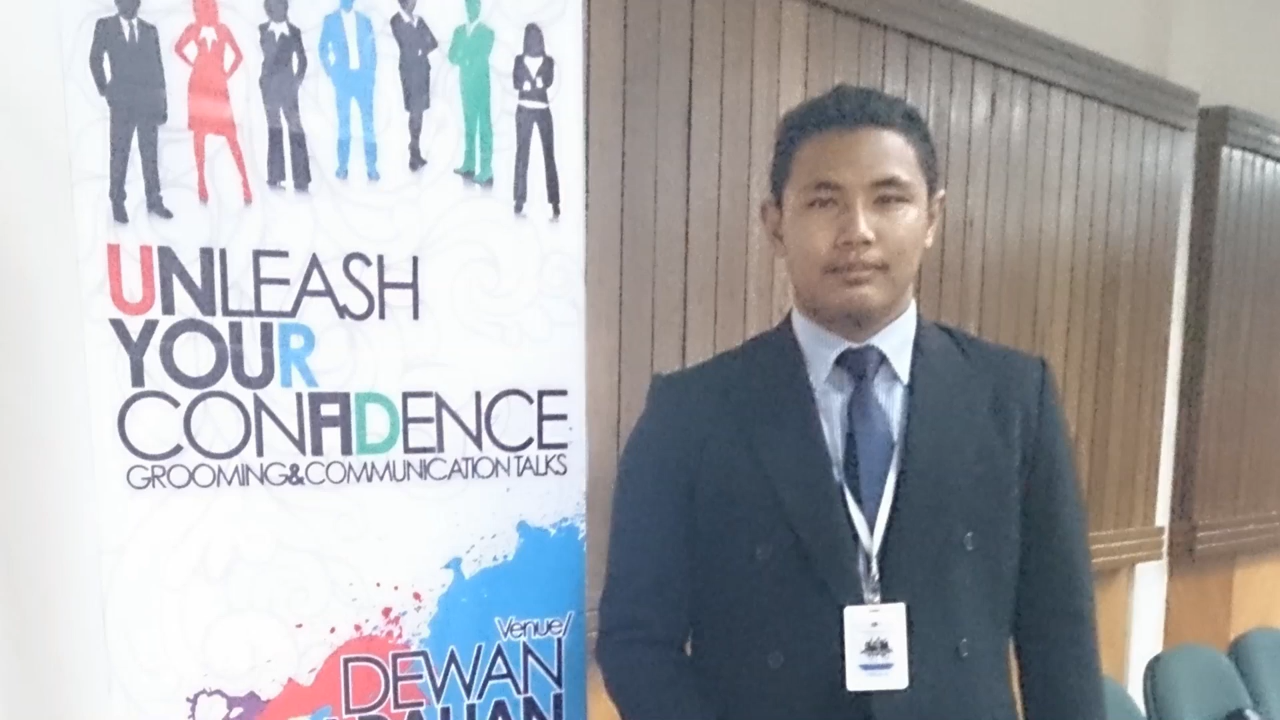 UNLEASH
YOUR
CONFIDENCE
GROOMING&COMMUNICATION TALKS
Venue/
DEWAN